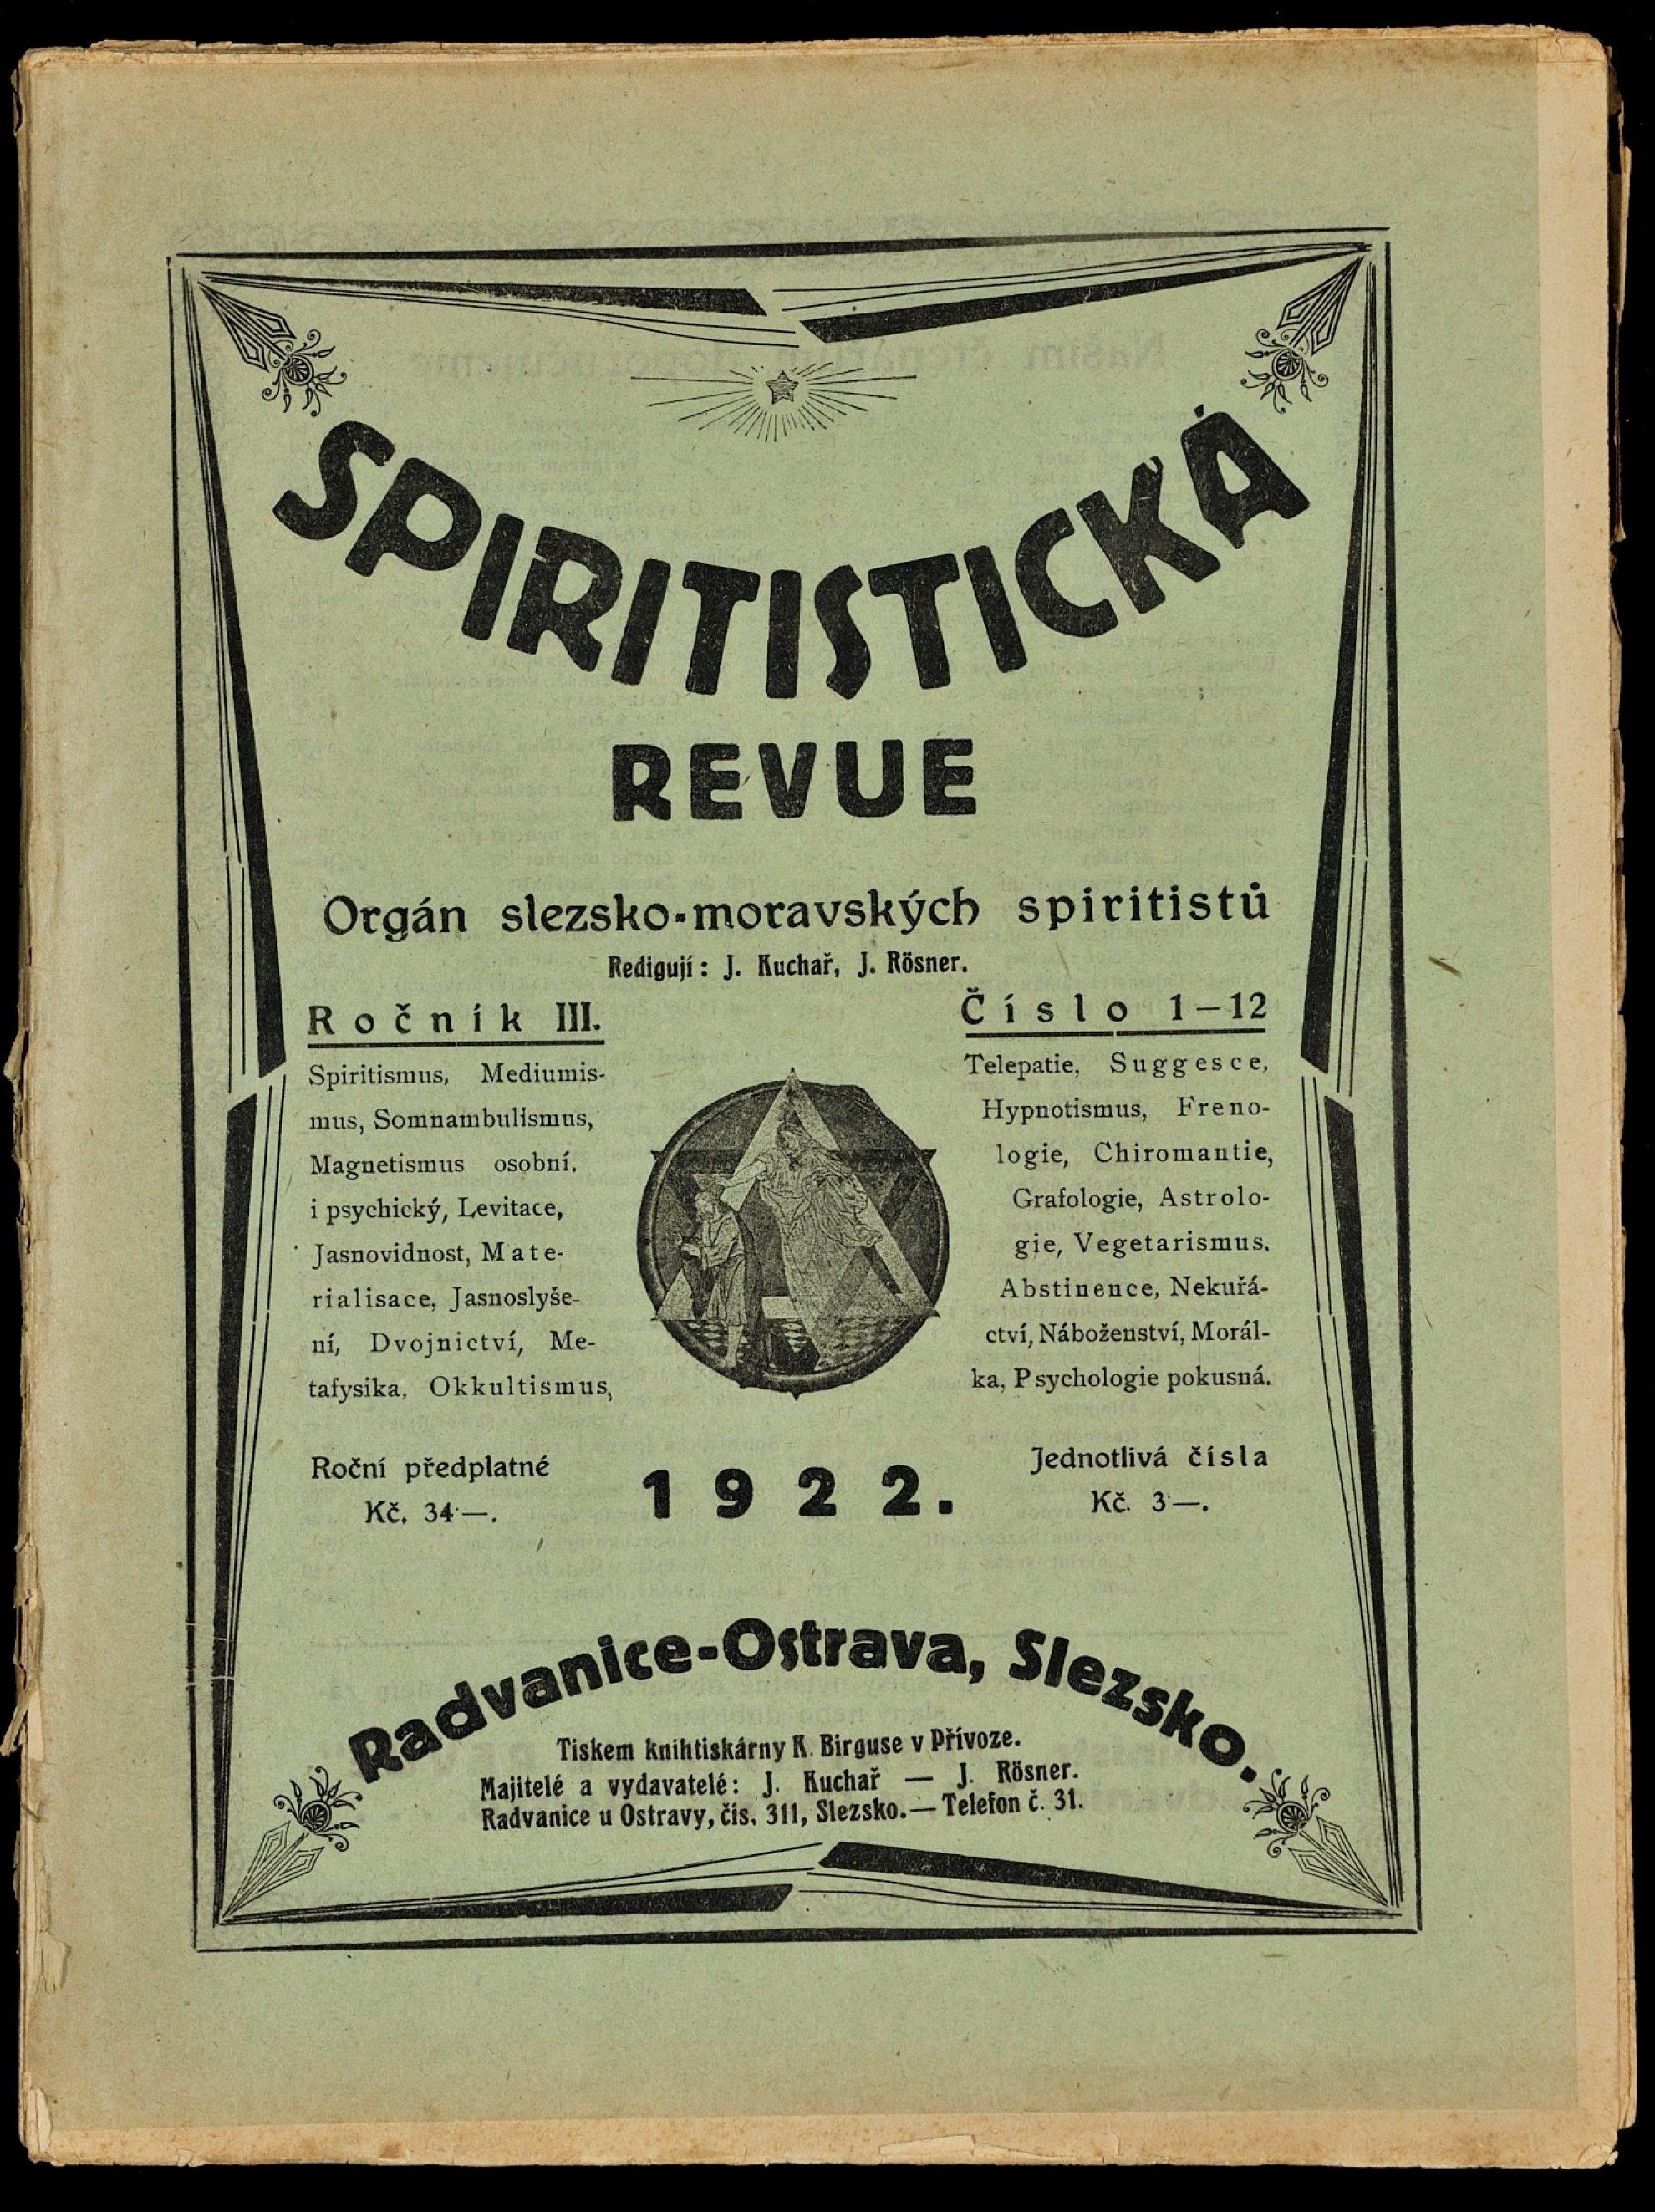 SPIRITISTICKÁ
REVUE
Orgán slezsko-moravských spiritistů
Redigují: J. Kuchař, J. Rösner.
Ročník III.
Spiritismus, Mediumis-
mus, Somnambulismus,
Magnetismus osobní,
i psychický, Levitace,
Jasnovidnost, Mate-
rialisace, Jasnoslyše-
ní, Dvojnictví, Me-
tafysika, Okkultismus,
Číslo 1—12
Telepatie, Suggesce,
Hypnotismus, Freno-
logie, Chiromantie,
Grafologie, Astrolo-
gie, Vegetarismus,
Abstinence, Nekuřá-
ctví, Náboženství, Morál-
ka, Psychologie pokusná.
Roční předplatné
Kč. 34·—.
1922.
Jednotlivá čísla
Kč. 3·—.
Radvanice-Ostrava, Slezsko.
Tiskem knihtiskárny K. Birguse v Přívoze.
Majitelé a vydavatelé: J. Kuchař — J. Rösner.
Radvanice u Ostravy, čís. 311, Slezsko. — Telefon č. 31.